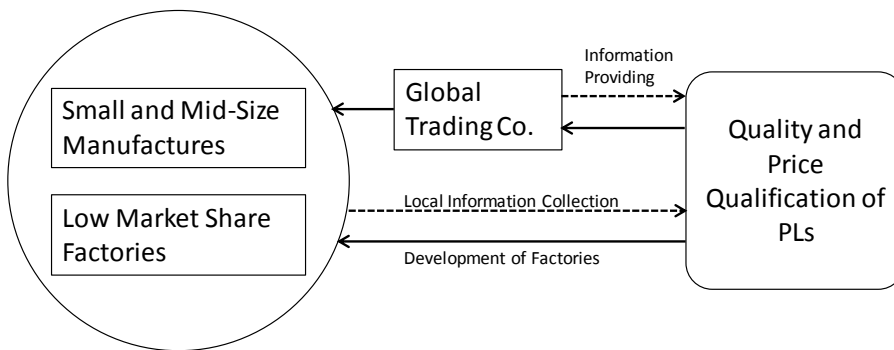 Small and Mid-Size
Manufactures
Low Market Share
Factories
Global
Trading Co.
Information
Providing
Local Information Collection
Development of Factories
Quality and
Price
Qualification of
PLs